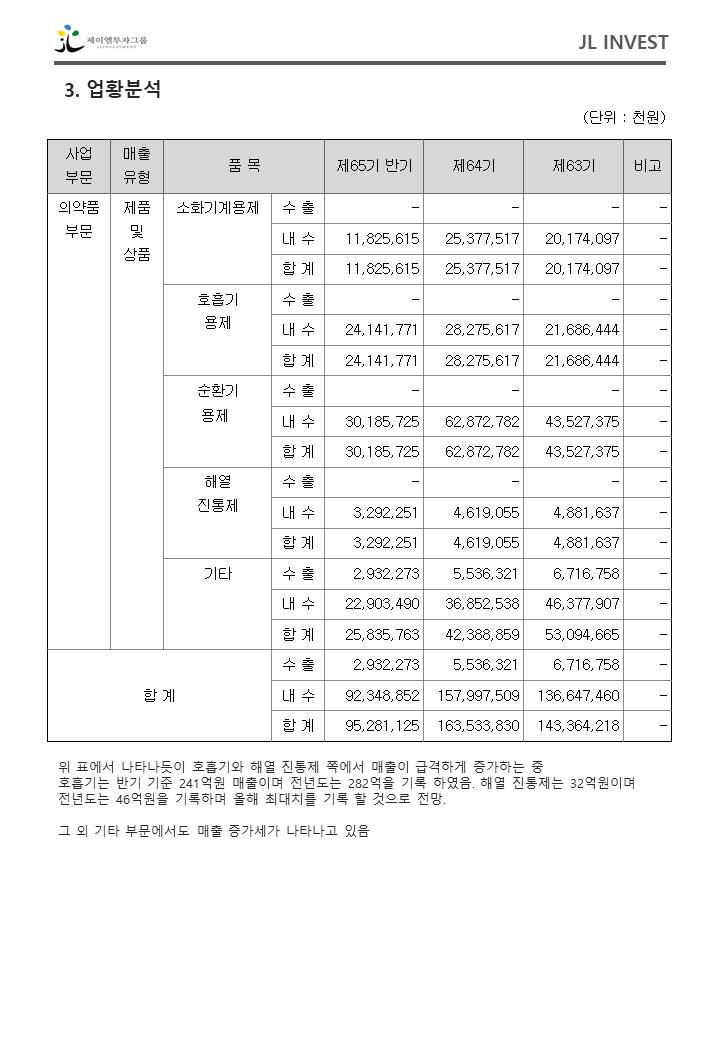 제이엘투자그룹
JLINVESTMENT
JL INVEST
3. 업황분석
(단위 : 천원)
사업 부문 매출 유형 품 목 제65기 반기 제64기 제63기 비고
의약품 부문 제품 및 상품 소화기계용제 수 출 - - - -
내 수 11,825,615 25,377,517 20,174,097 -
합 계 11,825,615 25,377,517 20,174,097 -
호흡기 용제 수 출 - - - -
내 수 24,141,771 28,275,617 21,686,444 -
합 계 24,141,771 28,275,617 21,686,444 -
순환기 용제 수 출 - - - -
내 수 30,185,725 62,872,782 43,527,375 -
합 계 30,185,725 62,872,782 43,527,375 -
해열 진통제 수 출 - - - -
내 수 3,292,251 4,619,055 4,881,637 -
합 계 3,292,251 4,619,055 4,881,637 -
기타 수 출 2,932,273 5,536,321 6,716,758 -
내 수 22,903,490 36,852,538 46,377,907 -
합 계 25,835,763 42,388,859 53,094,665 -
합 계 수 출 2,932,273 5,536,321 6,716,758 -
내 수 92,348,852 157,997,509 136,647,460 -
합 계 95,281,125 163,533,830 143,364,218 -
위 표에서 나타나듯이 호흡기와 해열 진통제 쪽에서 매출이 급격하게 증가하는 중
호흡기는 반기 기준 241억원 매출이며 전년도는 282억을 기록 하였음. 해열 진통제는 32억원이며
전년도는 46억원을 기록하며 올해 최대치를 기록 할 것으로 전망.
그 외 기타 부문에서도 매출 증가세가 나타나고 있음